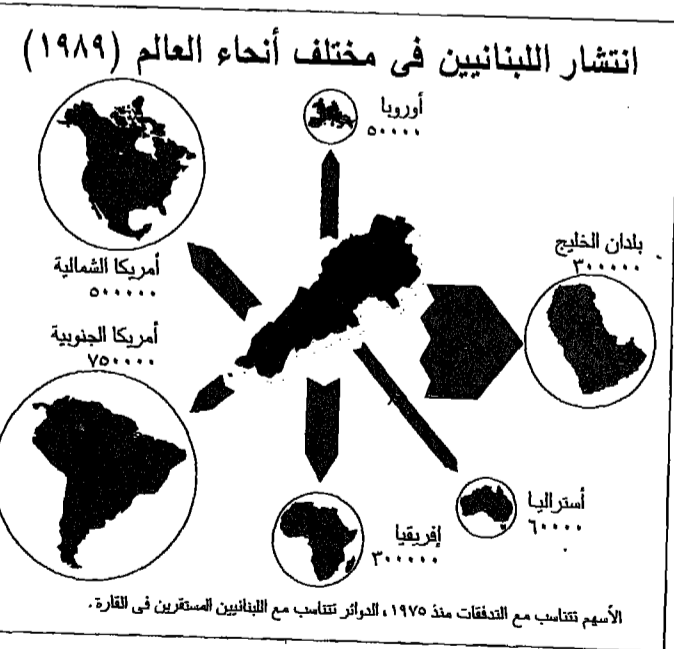 انتشار اللبنانيين فى مختلف أنحاء العالم (١٩٨٩)
أوروبا
٥٠٠٠٠
بلدان الخليج
٣٠٠٠٠٠
أمريكا الشمالية
٥٠٠٠٠٠
أمريكا الجنوبية
٧٥٠٠٠٠
أستراليا
٦٠٠٠٠
إفريقيا
٣٠٠٠٠٠
الأسهم تتناسب مع التدفقات منذ ١٩٧٥، الدوائر تتناسب مع اللبنانيين المستقرين فى القارة.